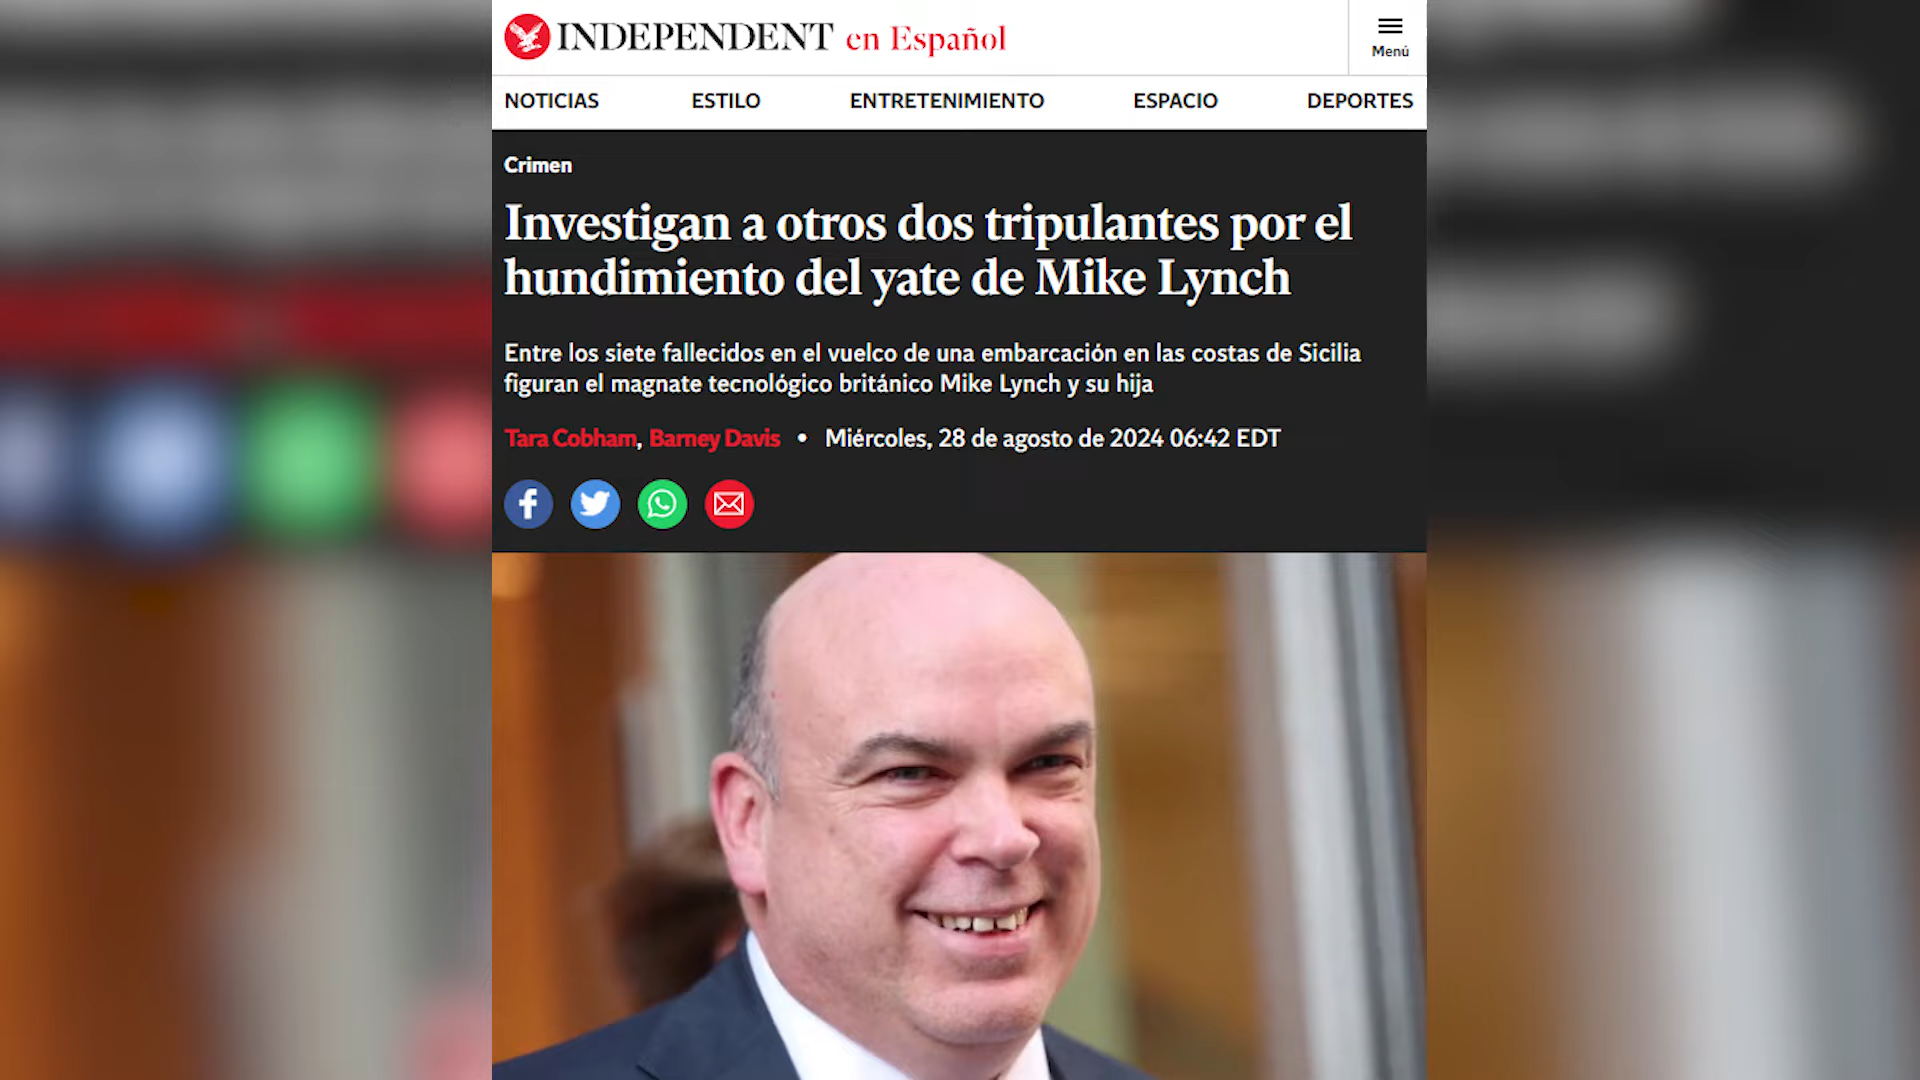 INDEPENDENT en Español
Menú
NOTICIAS ESTILO ENTRETENIMIENTO ESPACIO DEPORTES
Crimen
Investigan a otros dos tripulantes por el
hundimiento del yate de Mike Lynch
Entre los siete fallecidos en el vuelco de una embarcación en las costas de Sicilia
figuran el magnate tecnológico británico Mike Lynch y su hija
Tara Cobham, Barney Davis • Miércoles, 28 de agosto de 2024 06:42 EDT